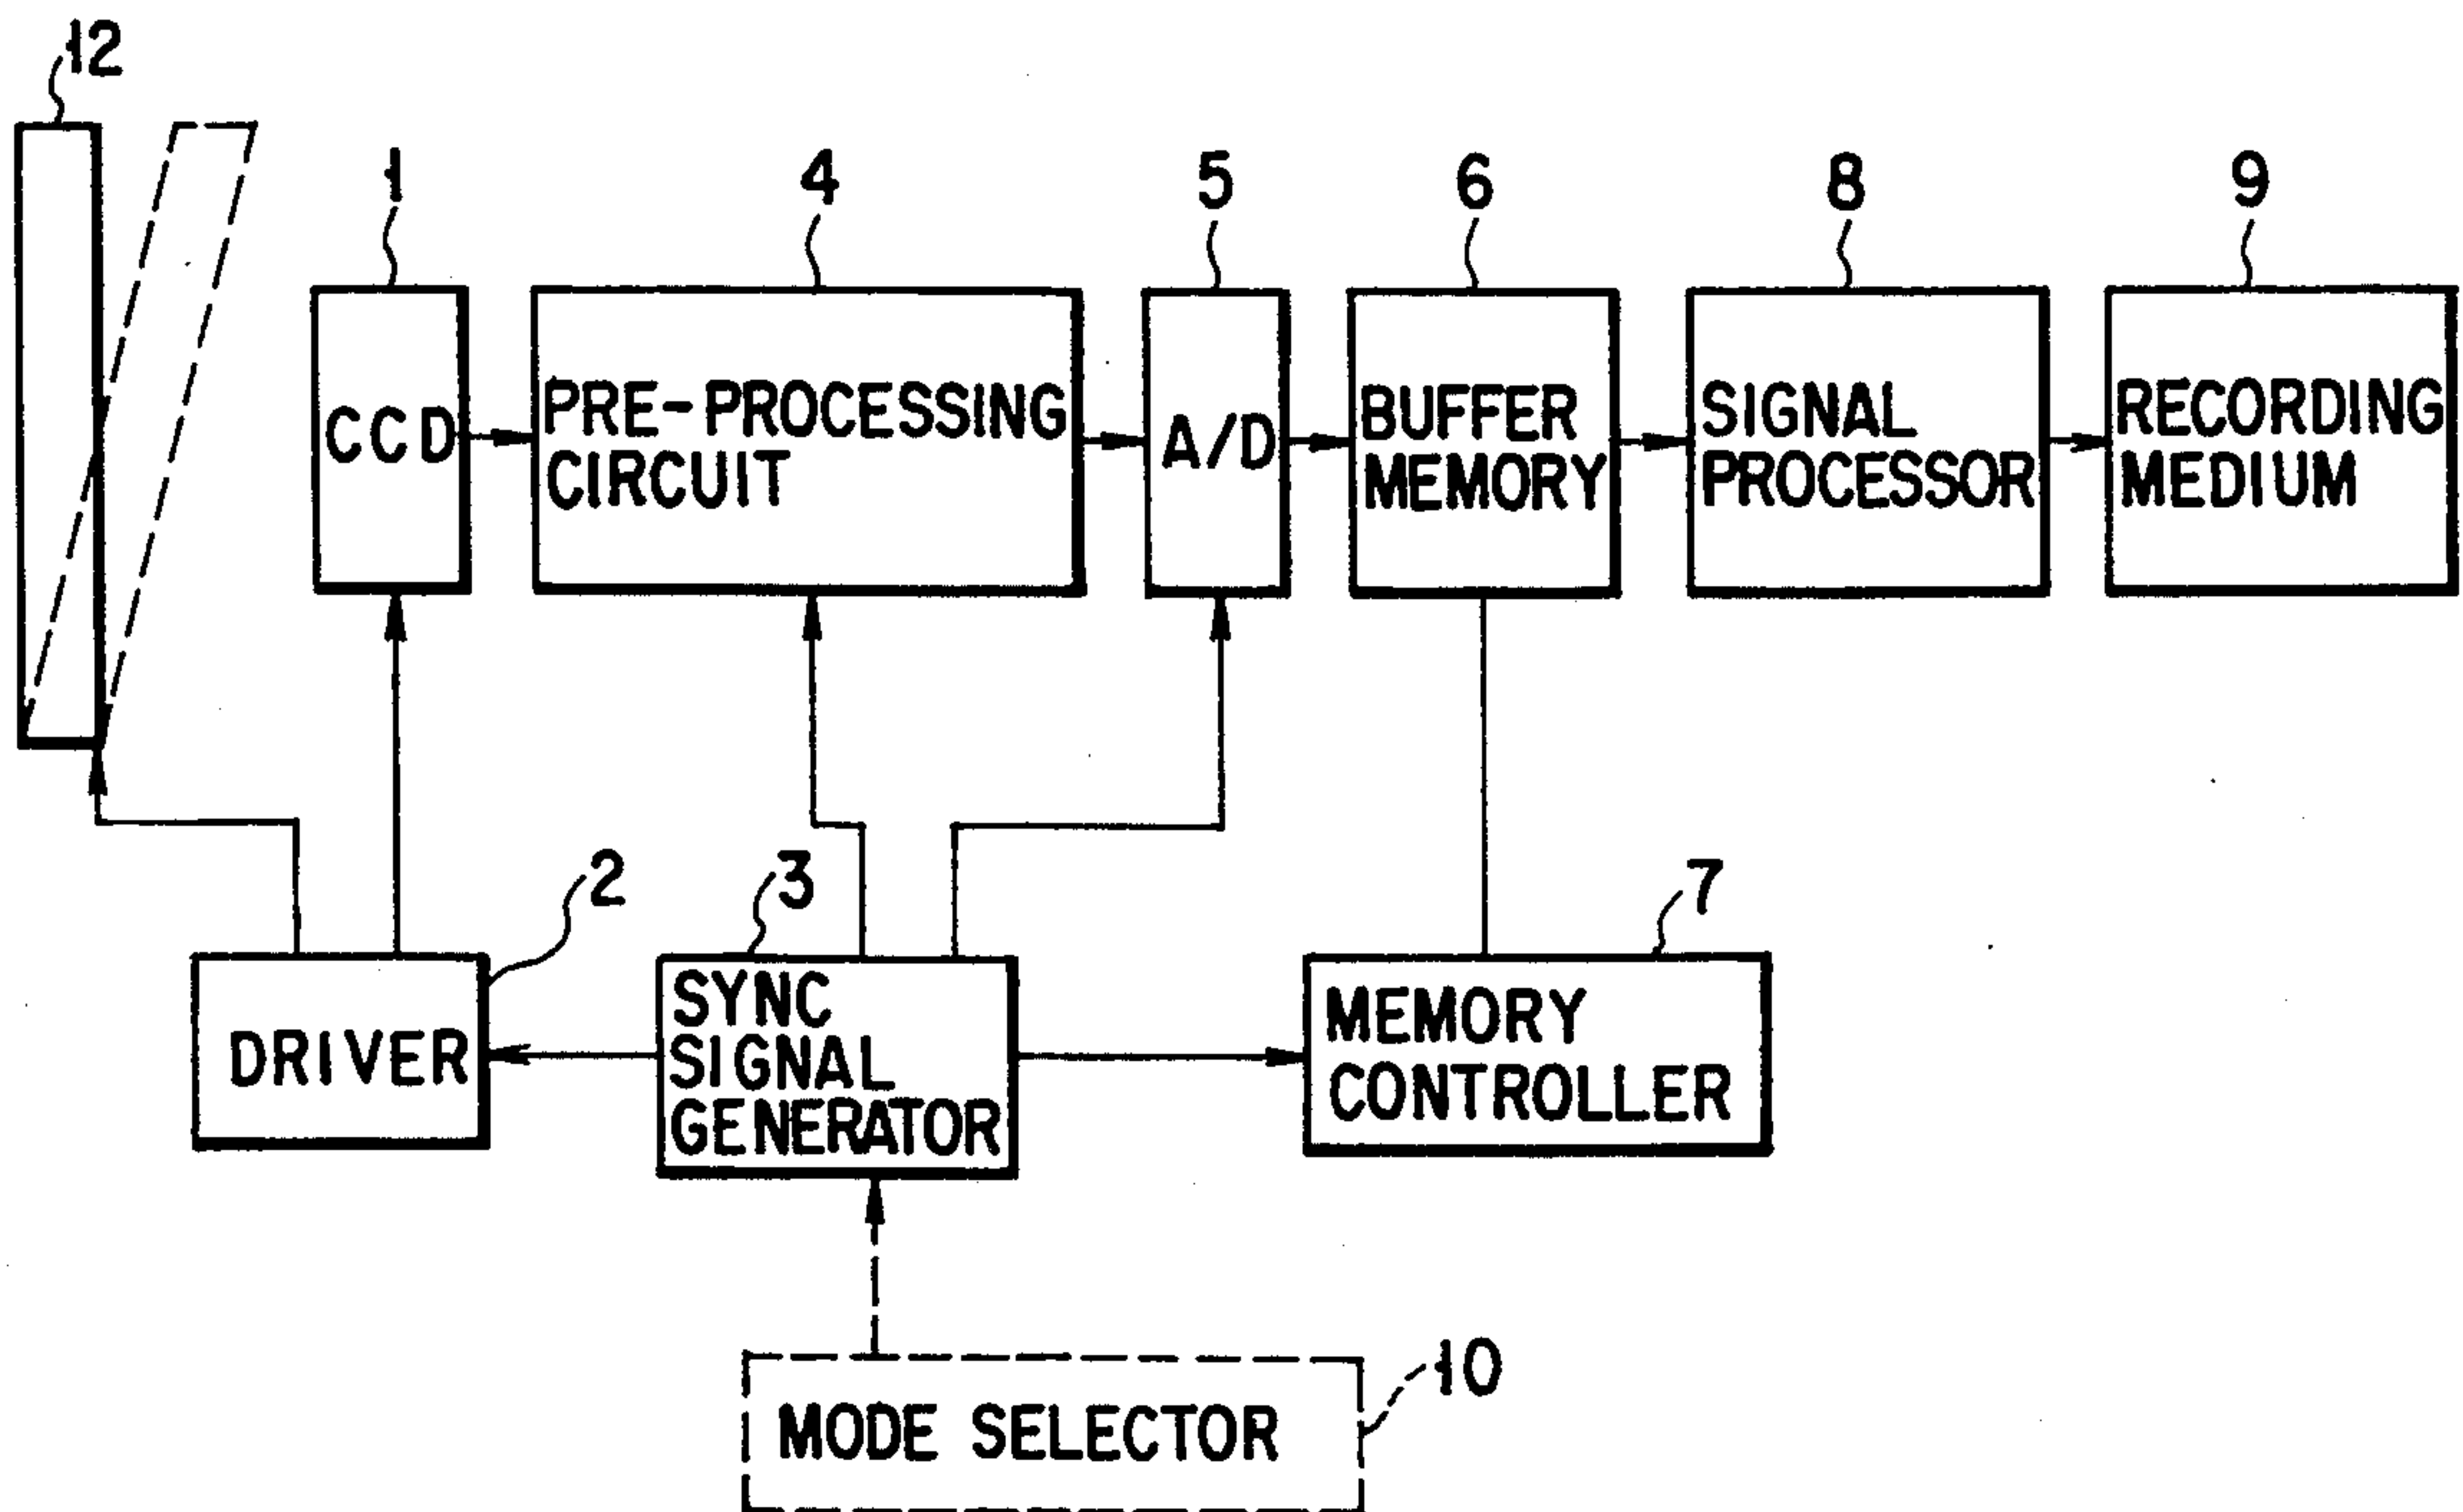 12
1
4
5
6
8
9
CCD
PRE-PROCESSING
CIRCUIT
A/D
BUFFER
MEMORY
SIGNAL
PROCESSOR
RECORDING
MEDIUM
2
3
7
DRIVER
SYNC
SIGNAL
GENERATOR
MEMORY
CONTROLLER
10
MODE SELECTOR